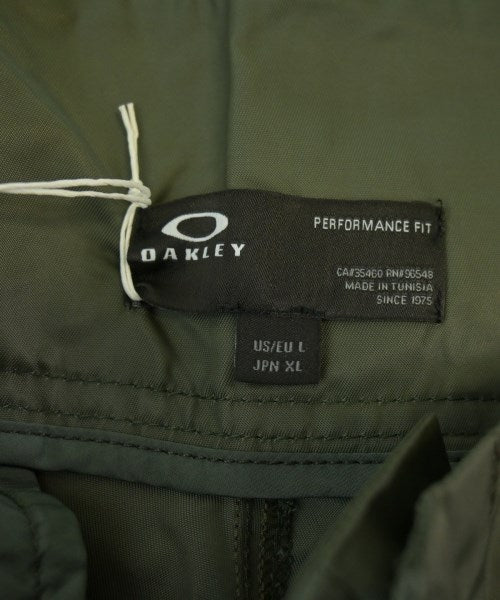 OAKLEY
PERFORMANCE FIT
CA#35460 RN#96548
MADE IN TUNISIA
SINCE 1975
US/EU L
JPN XL